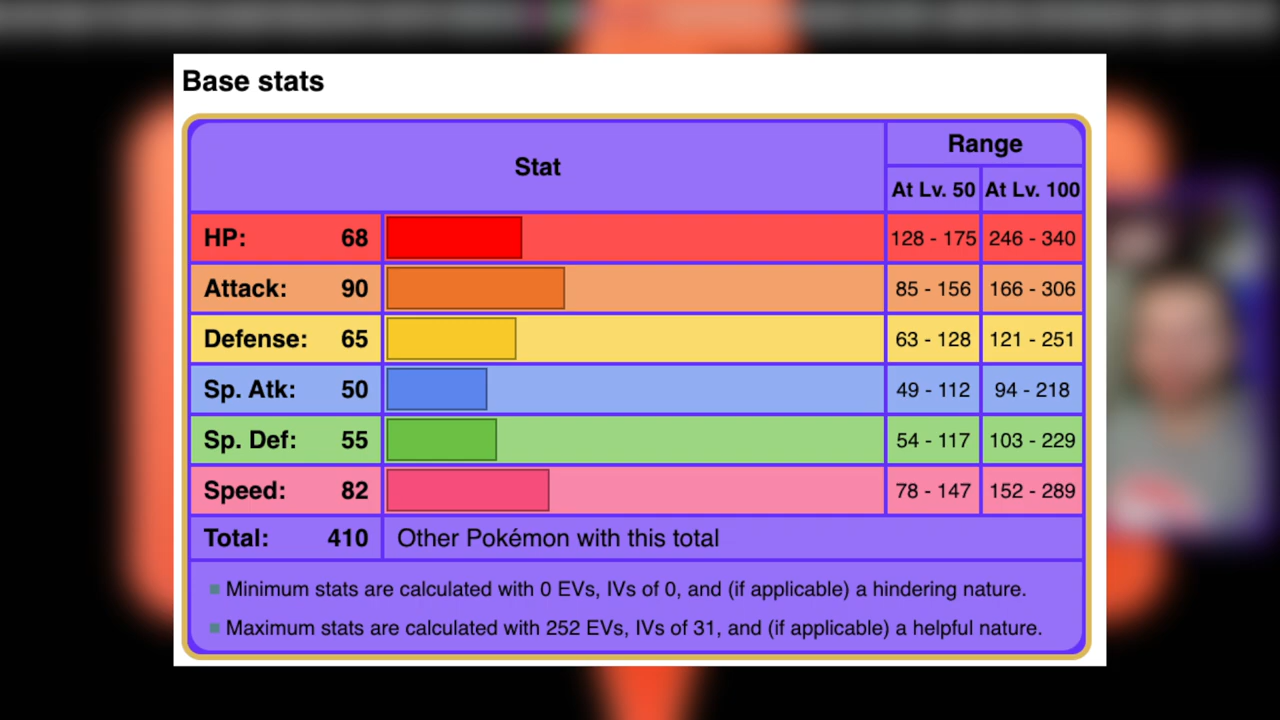 Base stats
Stat
Range
At Lv. 50 At Lv. 100
HP: 68 128 - 175 246 - 340
Attack: 90 85 - 156 166 - 306
Defense: 65 63 - 128 121 - 251
Sp. Atk: 50 49 - 112 94 - 218
Sp. Def: 55 54 - 117 103 - 229
Speed: 82 78 - 147 152 - 289
Total: 410 Other Pokémon with this total
Minimum stats are calculated with 0 EVs, IVs of 0, and (if applicable) a hindering nature.
Maximum stats are calculated with 252 EVs, IVs of 31, and (if applicable) a helpful nature.